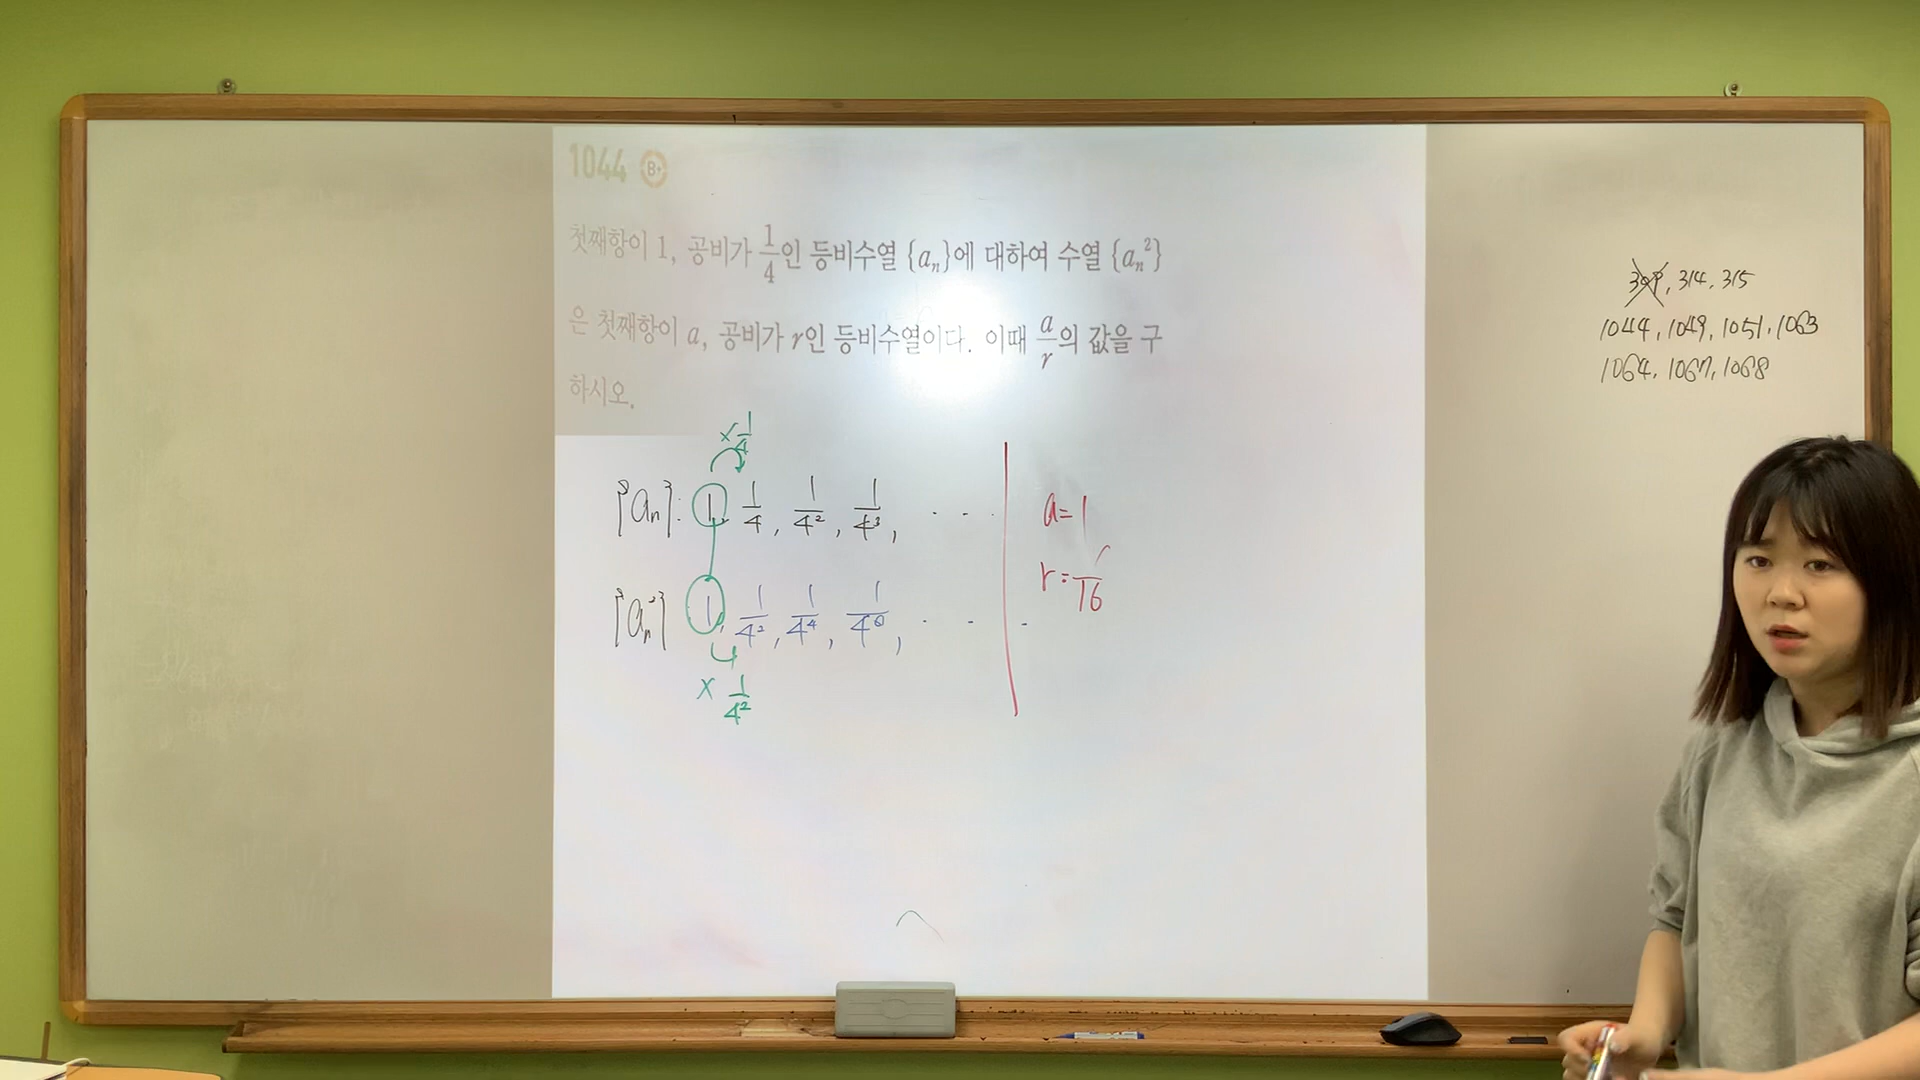 1044 B+
첫째항이 1, 공비가 1/4인 등비수열 {aₙ}에 대하여 수열 {aₙ²}
은 첫째항이 a, 공비가 r인 등비수열이다. 이때 a/r의 값을 구
하시오.
× 1/4
{aₙ}: 1, 1/4, 1/4², 1/4³, · · ·
{aₙ²} 1, 1/4², 1/4⁴, 1/4⁶, · · ·
× 1/4²
a=1
r=1/16
309, 314, 315
1044, 1049, 1051, 1063
1064, 1067, 1068